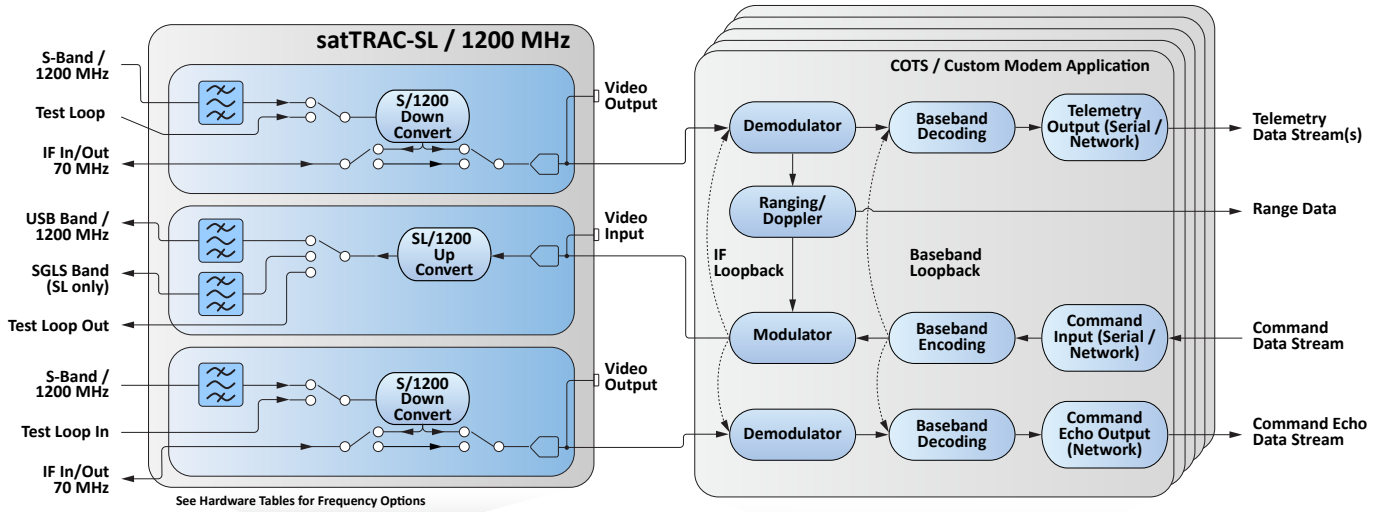 satTRAC-SL / 1200 MHz
S-Band /
1200 MHz
Test Loop
IF In/Out
70 MHz
S/1200
Down
Convert
Video
Output
USB Band /
1200 MHz
SGLS Band
(SL only)
Test Loop Out
SL/1200
Up
Convert
Video
Input
S-Band /
1200 MHz
Test Loop In
IF In/Out
70 MHz
S/1200
Down
Convert
Video
Output
See Hardware Tables for Frequency Options
COTS / Custom Modem Application
Demodulator
Baseband
Decoding
Telemetry
Output (Serial /
Network)
Telemetry
Data Stream(s)
Ranging/
Doppler
Range Data
IF
Loopback
Baseband
Loopback
Modulator
Baseband
Encoding
Command
Input (Serial /
Network)
Command
Data Stream
Demodulator
Baseband
Decoding
Command
Echo Output
(Network)
Command Echo
Data Stream